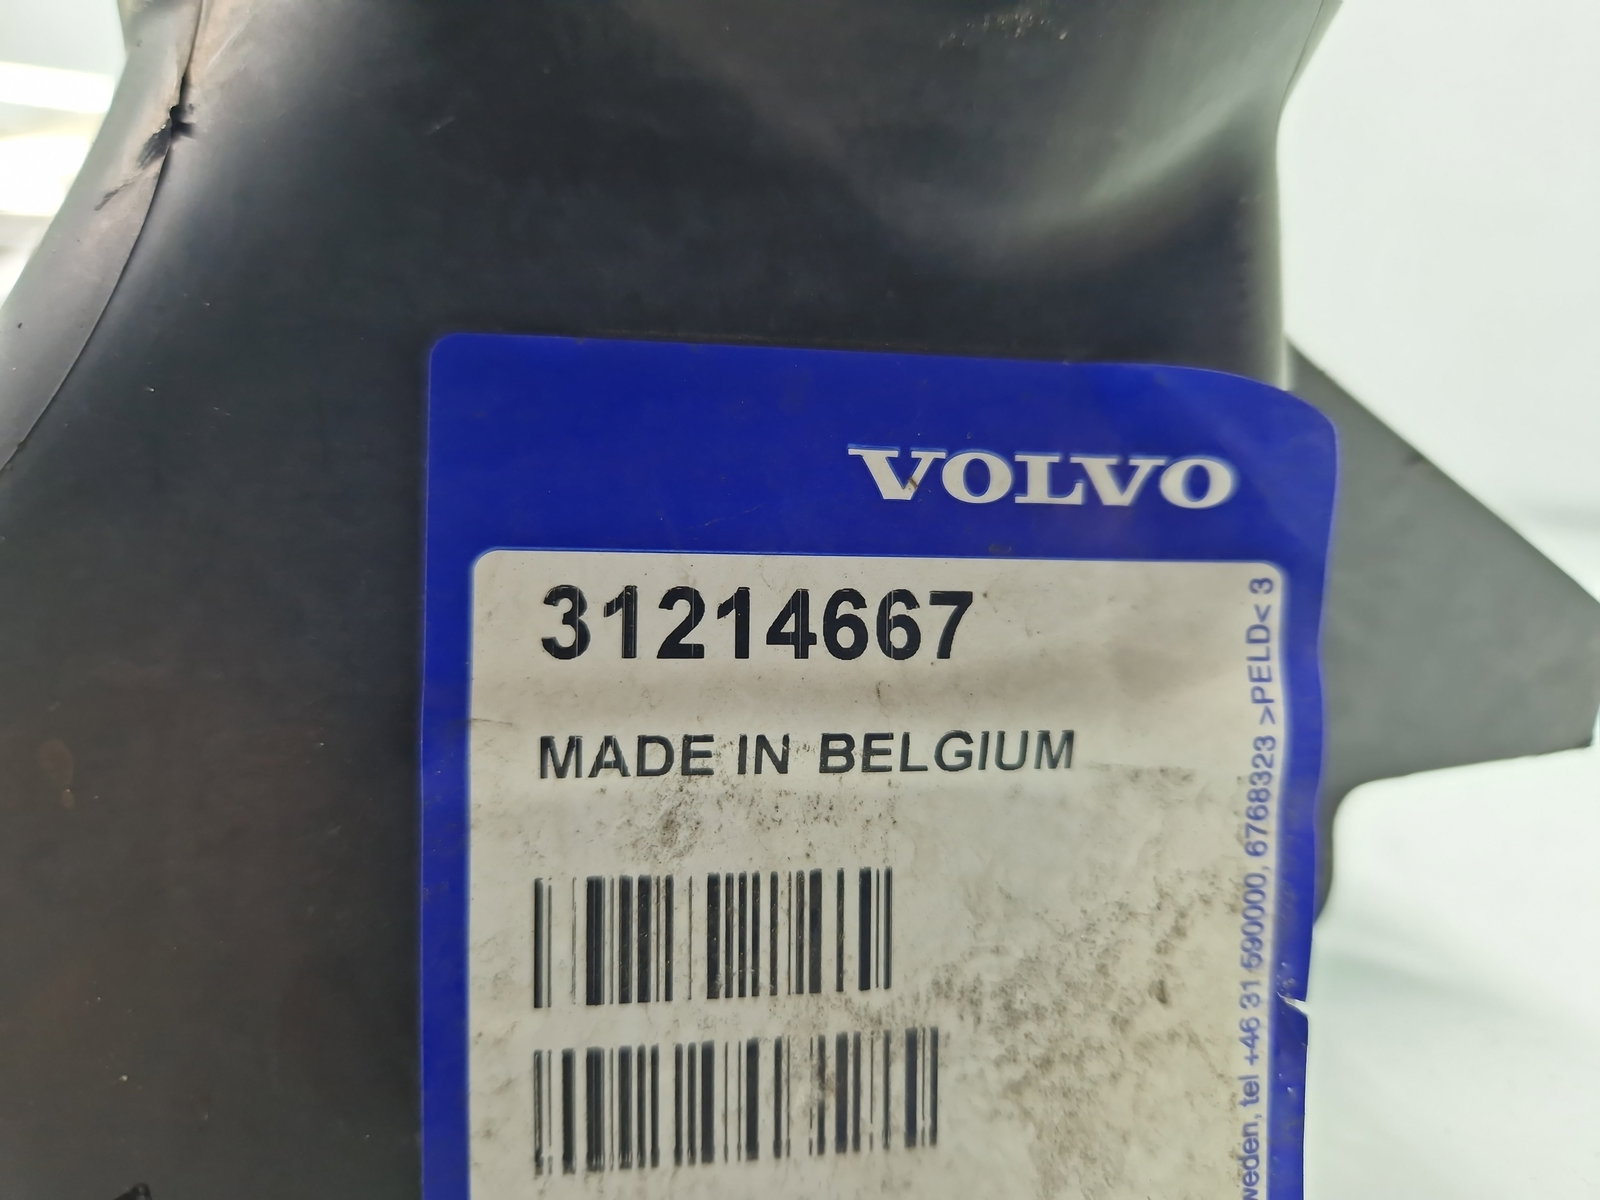 VOLVO
31214667
MADE IN BELGIUM
weden, tel +46 31 590000, 6768323 >PELD< 3